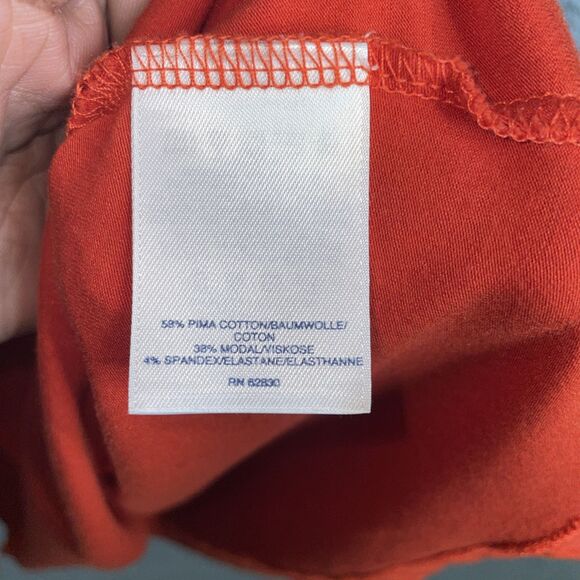 58% PIMA COTTON/BAUMWOLLE/
COTON
38% MODAL/VISKOSE
4% SPANDEX/ELASTANE/ELASTHANNE
RN 62830